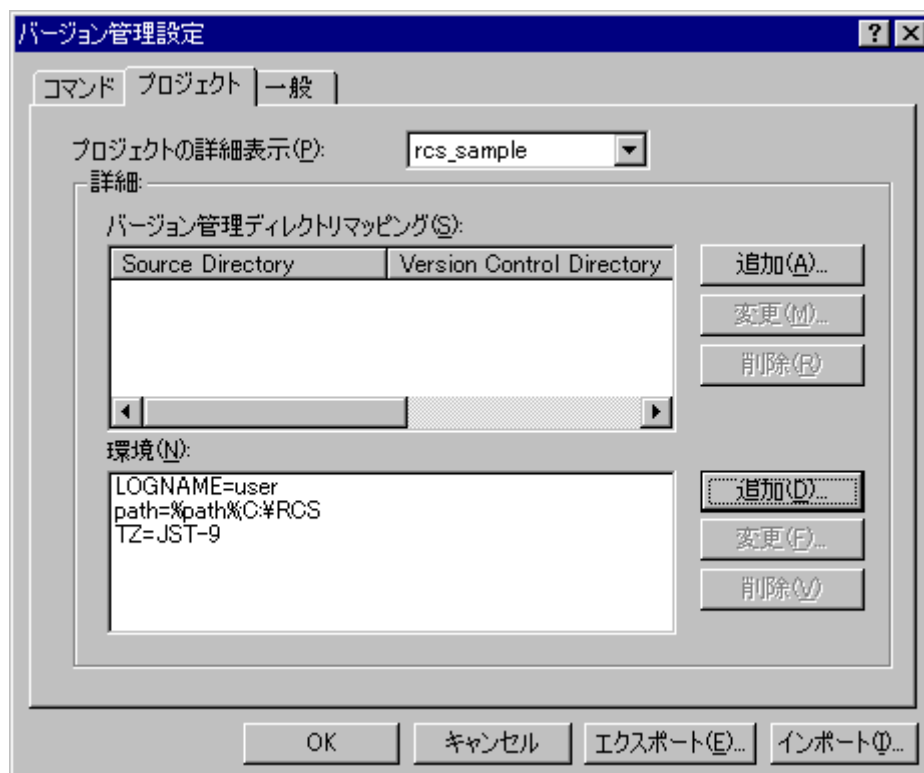 バージョン管理設定
コマンド プロジェクト 一般
プロジェクトの詳細表示(P): rcs_sample
詳細:
バージョン管理ディレクトリマッピング(S):
Source Directory Version Control Directory
追加(A)...
変更(M)...
削除(R)
環境(N):
LOGNAME=user
path=%path%;C:¥RCS
TZ=JST-9
追加(D)...
変更(F)...
削除(V)
OK キャンセル エクスポート(E)... インポート(I)...